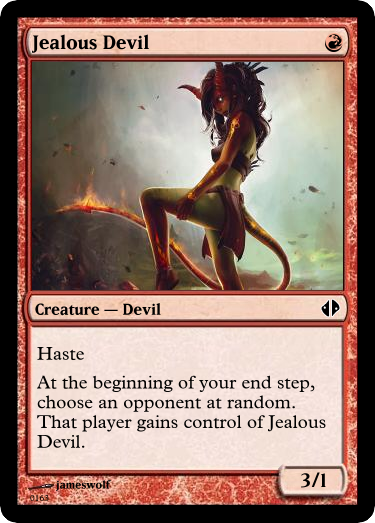 Jealous Devil
Creature — Devil
Haste
At the beginning of your end step,
choose an opponent at random.
That player gains control of Jealous
Devil.
3/1
jameswolf